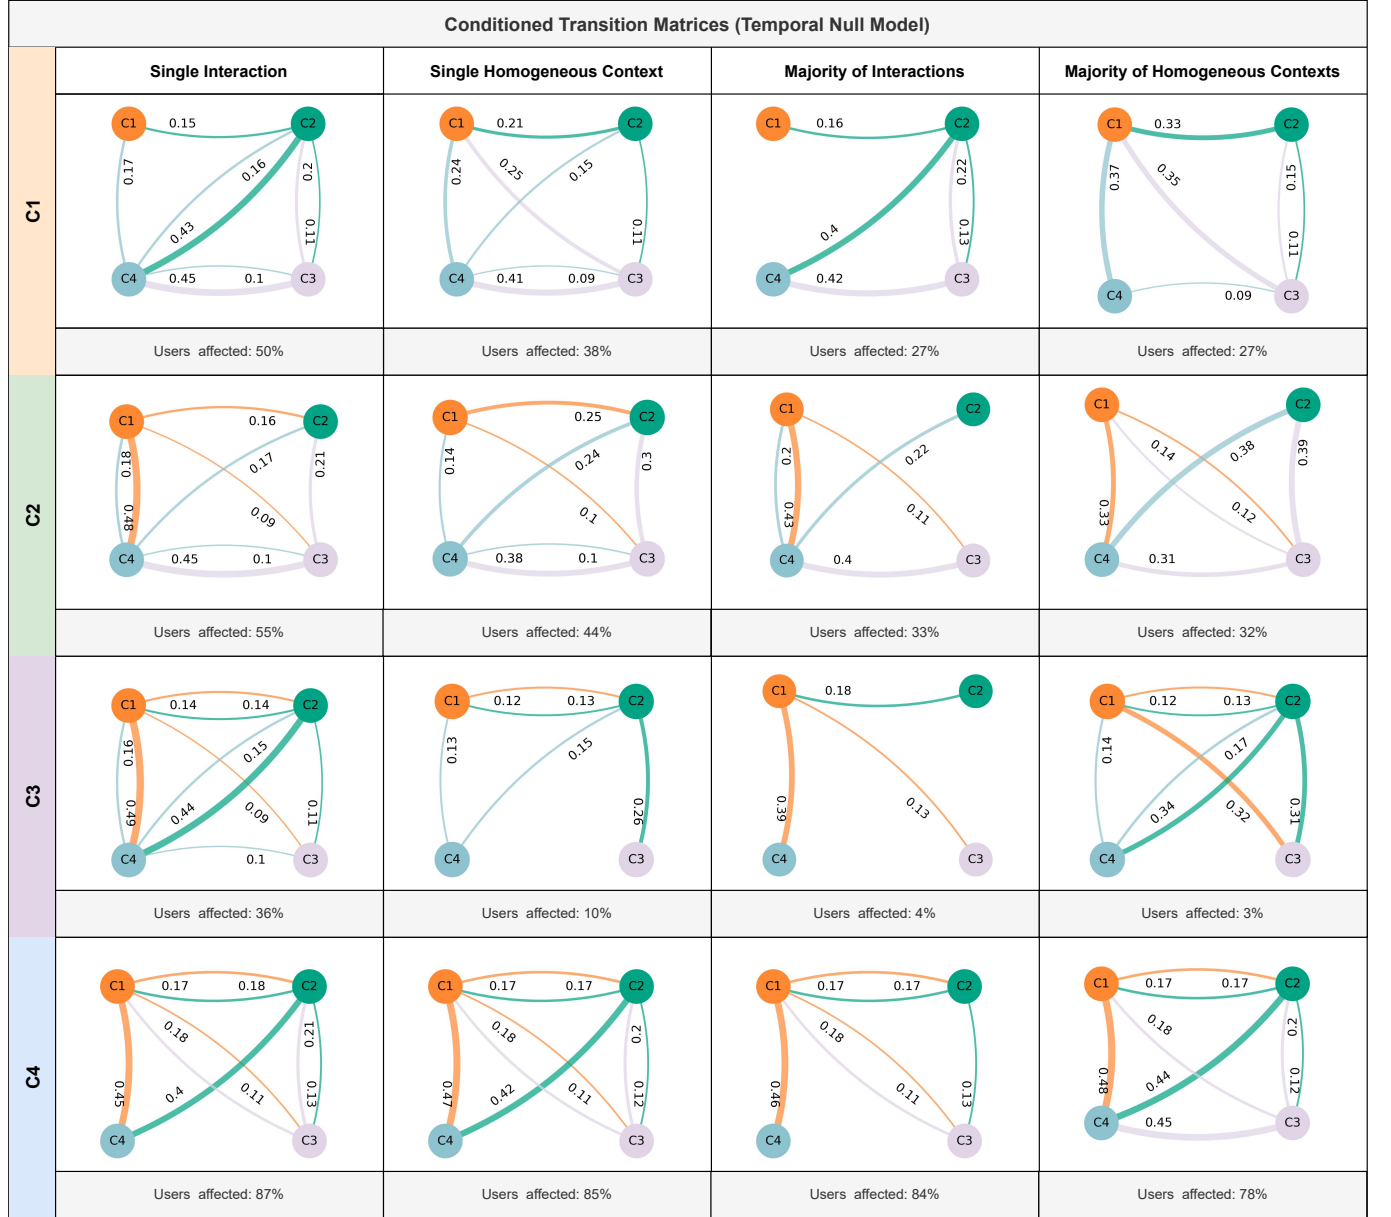 Conditioned Transition Matrices (Temporal Null Model)
Single Interaction
Single Homogeneous Context
Majority of Interactions
Majority of Homogeneous Contexts
C1
C1 0.15 C2
0.17 0.16 0.2
0.43 0.11
C4 0.45 0.1 C3
C1 0.21 C2
0.24 0.25 0.15
0.11
C4 0.41 0.09 C3
C1 0.16 C2
0.22
0.4 0.13
C4 0.42 C3
C1 0.33 C2
0.37 0.35 0.15
0.11
C4 0.09 C3
Users affected: 50%
Users affected: 38%
Users affected: 27%
Users affected: 27%
C2
C1 0.16 C2
0.18 0.17 0.21
0.48 0.09
C4 0.45 0.1 C3
C1 0.25 C2
0.14 0.24 0.3
0.1
C4 0.38 0.1 C3
C1 C2
0.2 0.22
0.43 0.11
C4 0.4 C3
C1 C2
0.14 0.38 0.39
0.33 0.12
C4 0.31 C3
Users affected: 55%
Users affected: 44%
Users affected: 33%
Users affected: 32%
C3
C1 0.14 0.14 C2
0.16 0.15
0.49 0.44 0.09 0.11
C4 0.1 C3
C1 0.12 0.13 C2
0.13 0.15
0.26
C4 C3
C1 0.18 C2
0.39 0.13
C4 C3
C1 0.12 0.13 C2
0.14 0.17
0.34 0.32 0.31
C4 C3
Users affected: 36%
Users affected: 10%
Users affected: 4%
Users affected: 3%
C4
C1 0.17 0.18 C2
0.18 0.21
0.45 0.4 0.11 0.13
C4 C3
C1 0.17 0.17 C2
0.18 0.2
0.47 0.42 0.11 0.12
C4 C3
C1 0.17 0.17 C2
0.18
0.46 0.11 0.13
C4 C3
C1 0.17 0.17 C2
0.18 0.2
0.48 0.44 0.12
C4 0.45 C3
Users affected: 87%
Users affected: 85%
Users affected: 84%
Users affected: 78%